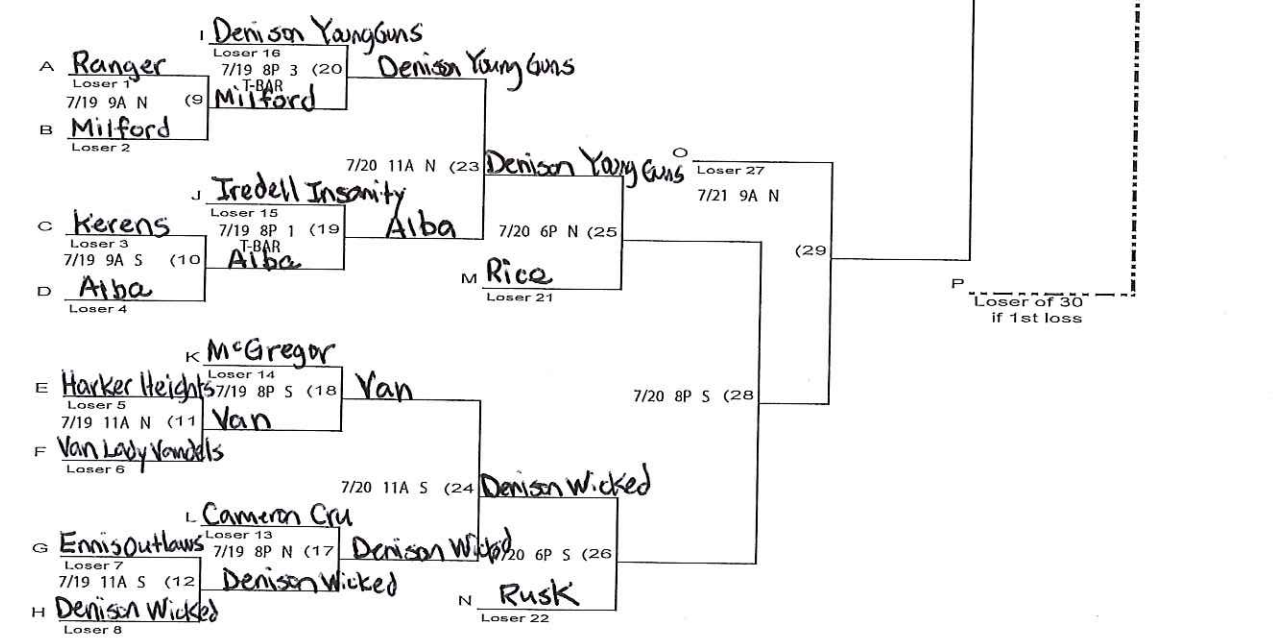 I Denison YoungGuns
Loser 16
A Ranger
7/19 8P 3 (20
Denison Young Guns
Loser 1
T-BAR
7/19 9A N (9
Milford
B Milford
Loser 2
7/20 11A N (23
Denison Young Guns
O
Loser 27
7/21 9A N
J Iredell Insanity
Loser 15
C Kerens
7/19 8P 1 (19
Alba
7/20 6P N (25
Loser 3
T-BAR
7/19 9A S (10
Alba
(29
M Rice
Loser 21
D Alba
Loser 4
P
Loser of 30
if 1st loss
K McGregor
Loser 14
E Harker Heights
7/19 8P S (18
Van
7/20 8P S (28
Loser 5
7/19 11A N (11
Van
F Van Lady Vandals
Loser 6
7/20 11A S (24
Denison Wicked
L Cameron Cru
Loser 13
G Ennis Outlaws
7/19 8P N (17
Denison Wicked
7/20 6P S (26
Loser 7
7/19 11A S (12
Denison Wicked
N Rusk
Loser 22
H Denison Wicked
Loser 8